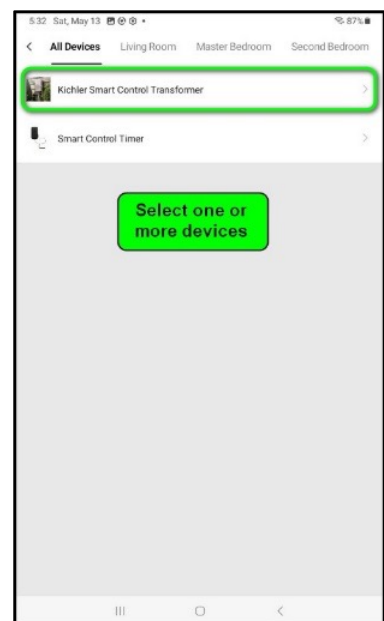 5:32 Sat, May 13 87%
All Devices Living Room Master Bedroom Second Bedroom
Kichler Smart Control Transformer
Smart Control Timer
Select one or
more devices